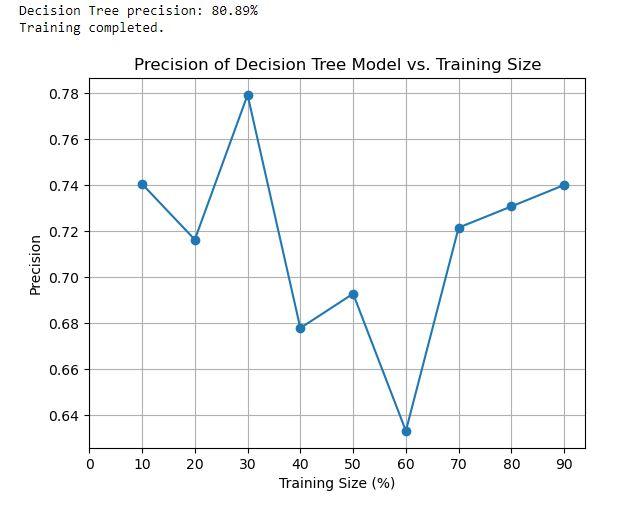 Decision Tree precision: 80.89%
Training completed.
Precision of Decision Tree Model vs. Training Size
0.78
0.76
0.74
0.72
0.70
0.68
0.66
0.64
Precision
0 10 20 30 40 50 60 70 80 90
Training Size (%)